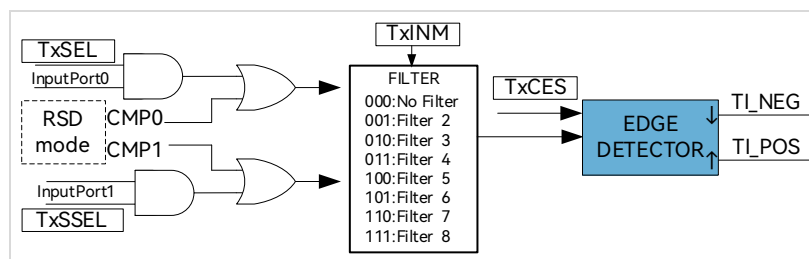 TxSEL
InputPort0
RSD
mode
CMP0
CMP1
InputPort1
TxSSEL
TxINM
FILTER
000:No Filter
001:Filter 2
010:Filter 3
011:Filter 4
100:Filter 5
101:Filter 6
110:Filter 7
111:Filter 8
TxCES
EDGE
DETECTOR
↓
↑
TI_NEG
TI_POS